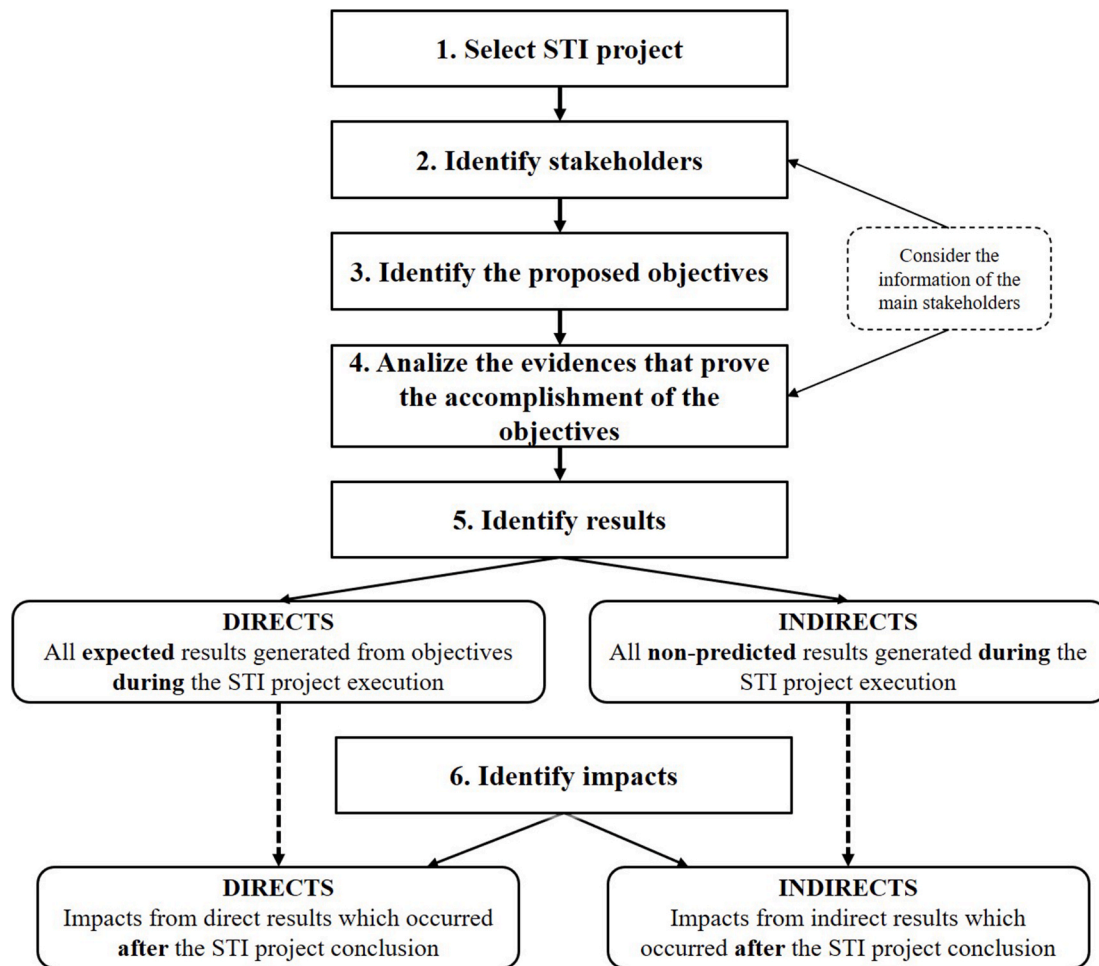 1. Select STI project
2. Identify stakeholders
Consider the
information of the
main stakeholders
3. Identify the proposed objectives
4. Analize the evidences that prove
the accomplishment of the
objectives
5. Identify results
DIRECTS
All expected results generated from objectives
during the STI project execution
INDIRECTS
All non-predicted results generated during the
STI project execution
6. Identify impacts
DIRECTS
Impacts from direct results which occurred
after the STI project conclusion
INDIRECTS
Impacts from indirect results which
occurred after the STI project conclusion